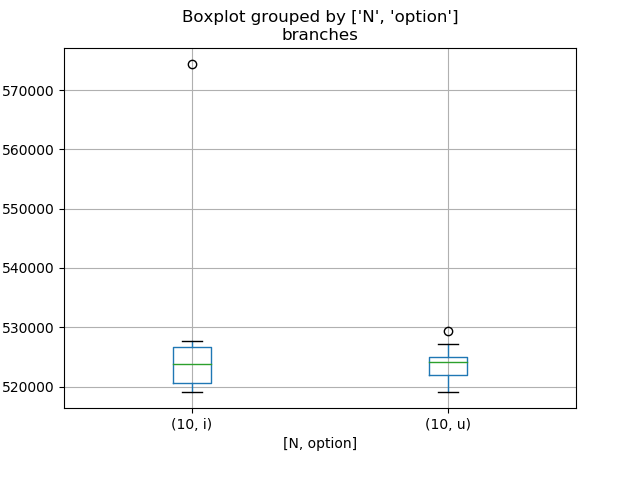 Boxplot grouped by ['N', 'option']
branches
570000
560000
550000
540000
530000
520000
(10, i)
(10, u)
[N, option]